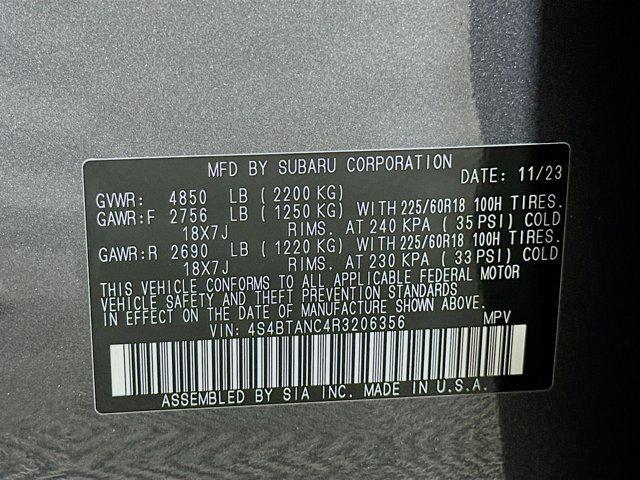 MFD BY SUBARU CORPORATION DATE: 11/23
GVWR: 4850 LB (2200 KG)
GAWR:F 2756 LB (1250 KG) WITH 225/60R18 100H TIRES.
18X7J RIMS. AT 240 KPA (35 PSI) COLD
GAWR:R 2690 LB (1220 KG) WITH 225/60R18 100H TIRES.
18X7J RIMS. AT 230 KPA (33 PSI) COLD
THIS VEHICLE CONFORMS TO ALL APPLICABLE FEDERAL MOTOR
VEHICLE SAFETY AND THEFT PREVENTION STANDARDS
IN EFFECT ON THE DATE OF MANUFACTURE SHOWN ABOVE.
VIN: 4S4BTANC4R3206356 MPV
ASSEMBLED BY SIA INC. MADE IN U.S.A.